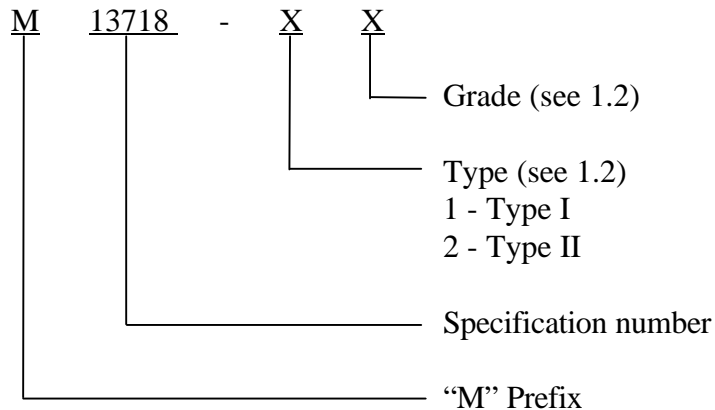 M 13718 - X X
Grade (see 1.2)
Type (see 1.2)
1 - Type I
2 - Type II
Specification number
“M” Prefix